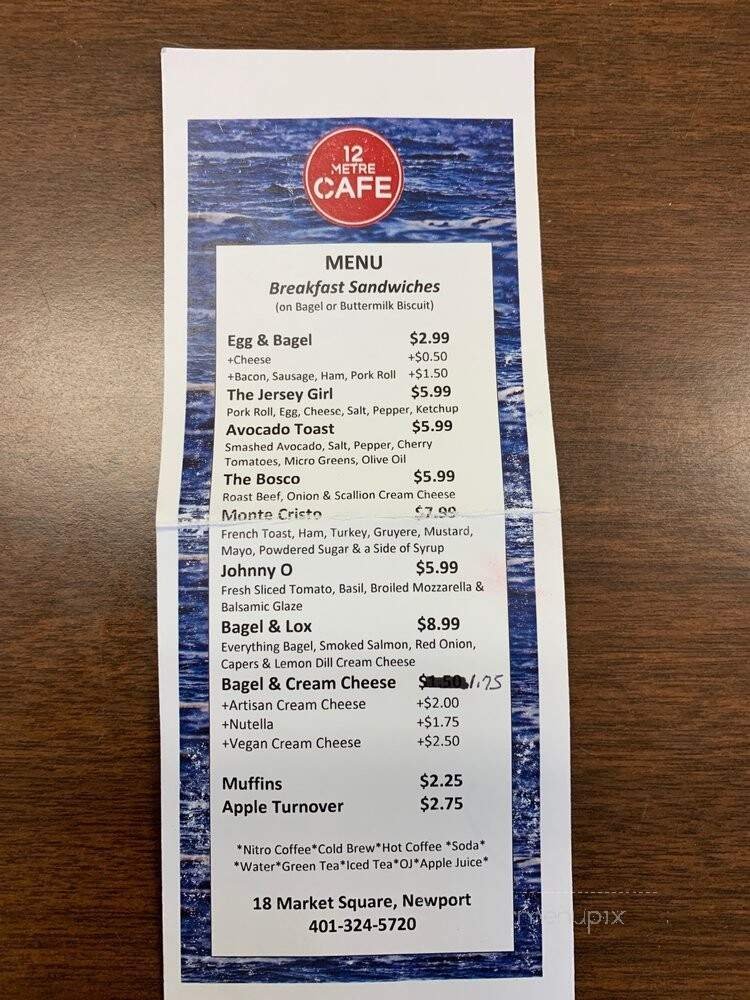 12
METRE
CAFE
MENU
Breakfast Sandwiches
(on Bagel or Buttermilk Biscuit)
Egg & Bagel $2.99
+Cheese +$0.50
+Bacon, Sausage, Ham, Pork Roll +$1.50
The Jersey Girl $5.99
Pork Roll, Egg, Cheese, Salt, Pepper, Ketchup
Avocado Toast $5.99
Smashed Avocado, Salt, Pepper, Cherry
Tomatoes, Micro Greens, Olive Oil
The Bosco $5.99
Roast Beef, Onion & Scallion Cream Cheese
Monte Cristo $7.99
French Toast, Ham, Turkey, Gruyere, Mustard,
Mayo, Powdered Sugar & a Side of Syrup
Johnny O $5.99
Fresh Sliced Tomato, Basil, Broiled Mozzarella &
Balsamic Glaze
Bagel & Lox $8.99
Everything Bagel, Smoked Salmon, Red Onion,
Capers & Lemon Dill Cream Cheese
Bagel & Cream Cheese $1.50 1.75
+Artisan Cream Cheese +$2.00
+Nutella +$1.75
+Vegan Cream Cheese +$2.50
Muffins $2.25
Apple Turnover $2.75
*Nitro Coffee*Cold Brew*Hot Coffee *Soda*
*Water*Green Tea*Iced Tea*OJ*Apple Juice*
18 Market Square, Newport
401-324-5720
menupix